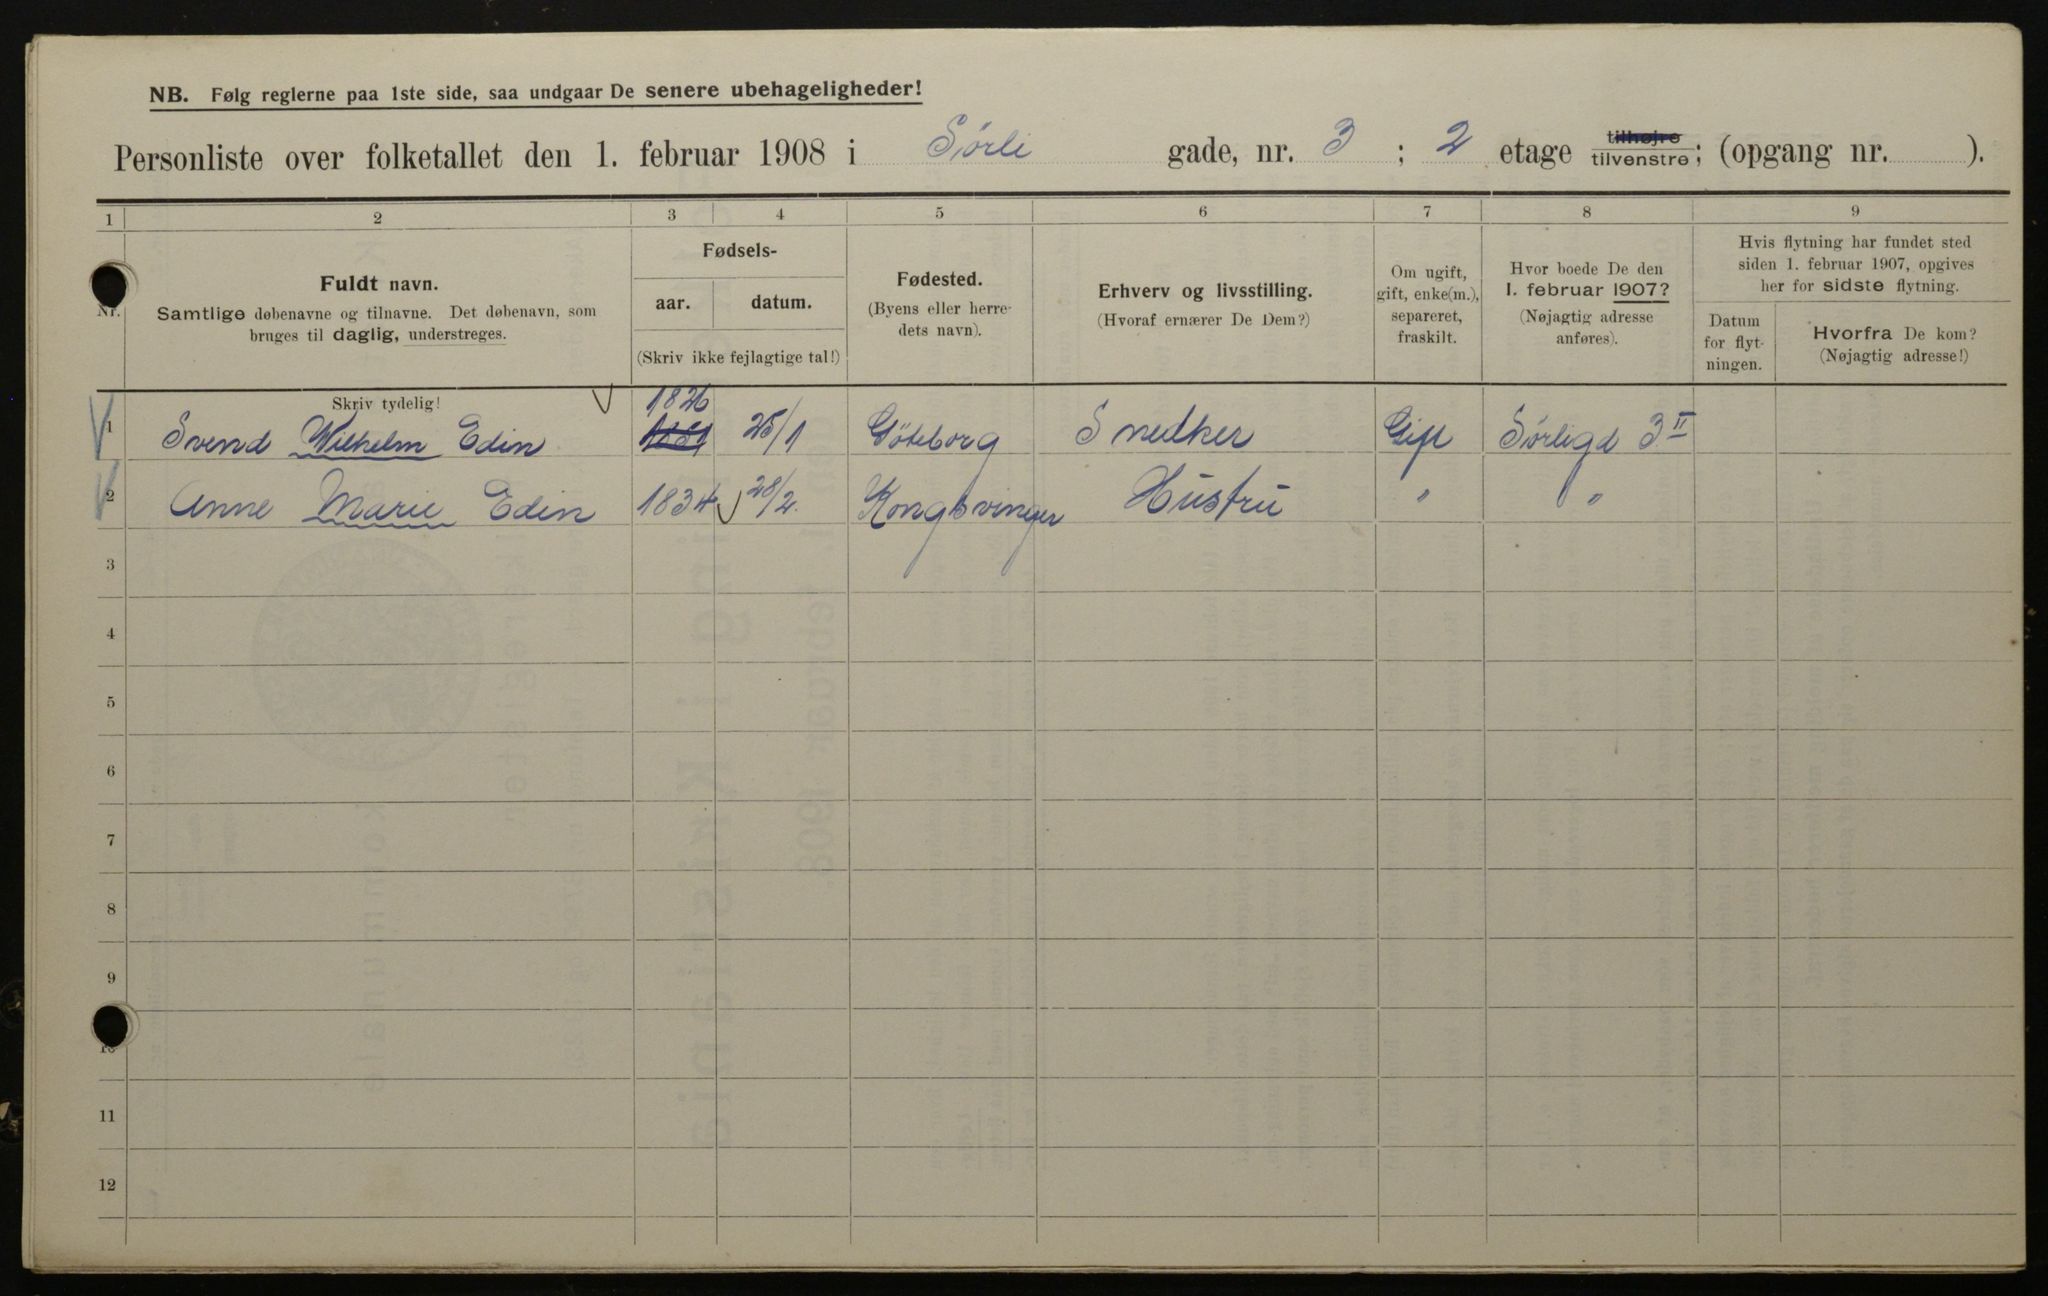 NB. Følg reglerne paa 1ste side, saa undgaar De senere ubehageligheder!
Personliste over folketallet den 1. februar 1908 i Sörli gade, nr. 3 ; 2 etage tilhøjre tilvenstre; (opgang nr. ).
1 2 3 4 5 6 7 8 9
Nr.
Fuldt navn.
Samtlige døbenavne og tilnavne. Det døbenavn, som
bruges til daglig, understreges.
Fødsels-
aar. datum.
(Skriv ikke fejlagtige tal!)
Fødested.
(Byens eller herre-
dets navn).
Erhverv og livsstilling.
(Hvoraf ernærer De Dem?)
Om ugift,
gift, enke(m.),
separeret,
fraskilt.
Hvor boede De den
1. februar 1907?
(Nøjagtig adresse
anføres).
Hvis flytning har fundet sted
siden 1. februar 1907, opgives
her for sidste flytning.
Datum
for flyt-
ningen.
Hvorfra De kom?
(Nøjagtig adresse!)
Skriv tydelig!
1826
1 Svend Wilhelm Edin 25/1 Göteborg Snedker Gift Sörligd 3 II
2 Anne Marie Edin 1834 28/2 Kongsvinger Hustru " "
3
4
5
6
7
8
9
10
11
12